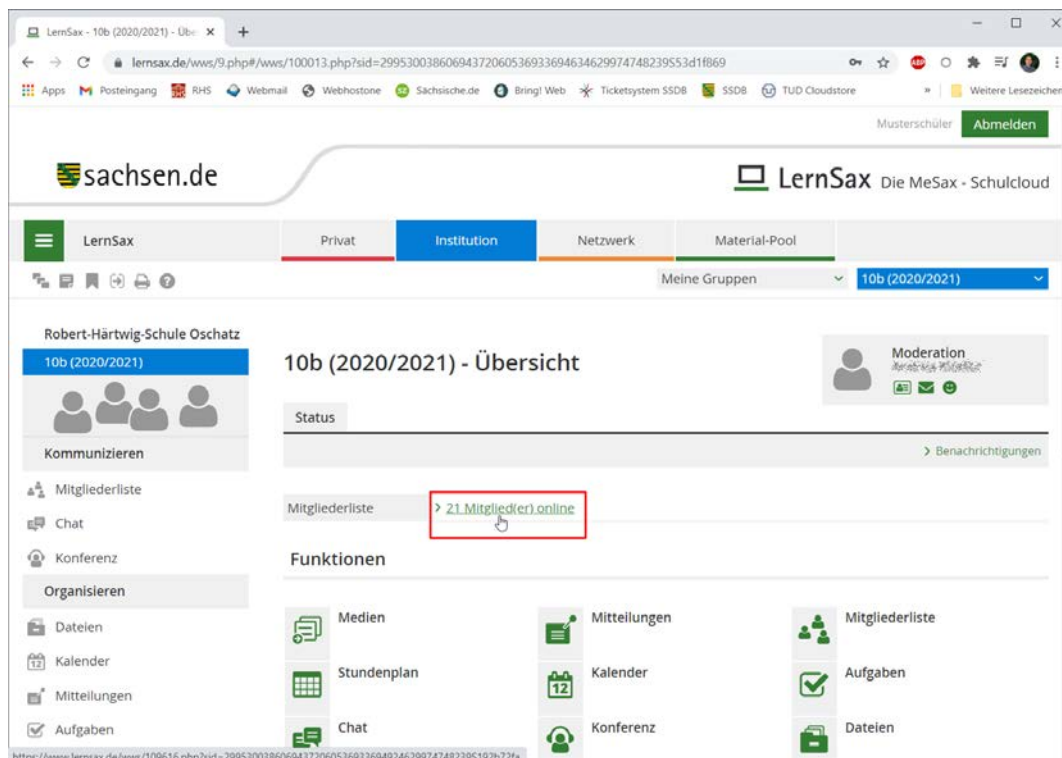 LernSax - 10b (2020/2021) - Übe
lernsax.de/wws/9.php#/wws/100013.php?sid=29953003860694372060536933694634629974748239S53d1f869
Apps Posteingang RHS Webmail Webhostone Sächsische.de Bring! Web Ticketsystem SSDB SSDB TUD Cloudstore » Weitere Lesezeichen
Musterschüler Abmelden
sachsen.de
LernSax Die MeSax - Schulcloud
LernSax Privat Institution Netzwerk Material-Pool
Meine Gruppen 10b (2020/2021)
Robert-Härtwig-Schule Oschatz
10b (2020/2021)
Kommunizieren
Mitgliederliste
Chat
Konferenz
Organisieren
Dateien
Kalender
Mitteilungen
Aufgaben
10b (2020/2021) - Übersicht
Moderation
Status
Benachrichtigungen
Mitgliederliste 21 Mitglied(er) online
Funktionen
Medien Mitteilungen Mitgliederliste
Stundenplan Kalender Aufgaben
12
Chat Konferenz Dateien